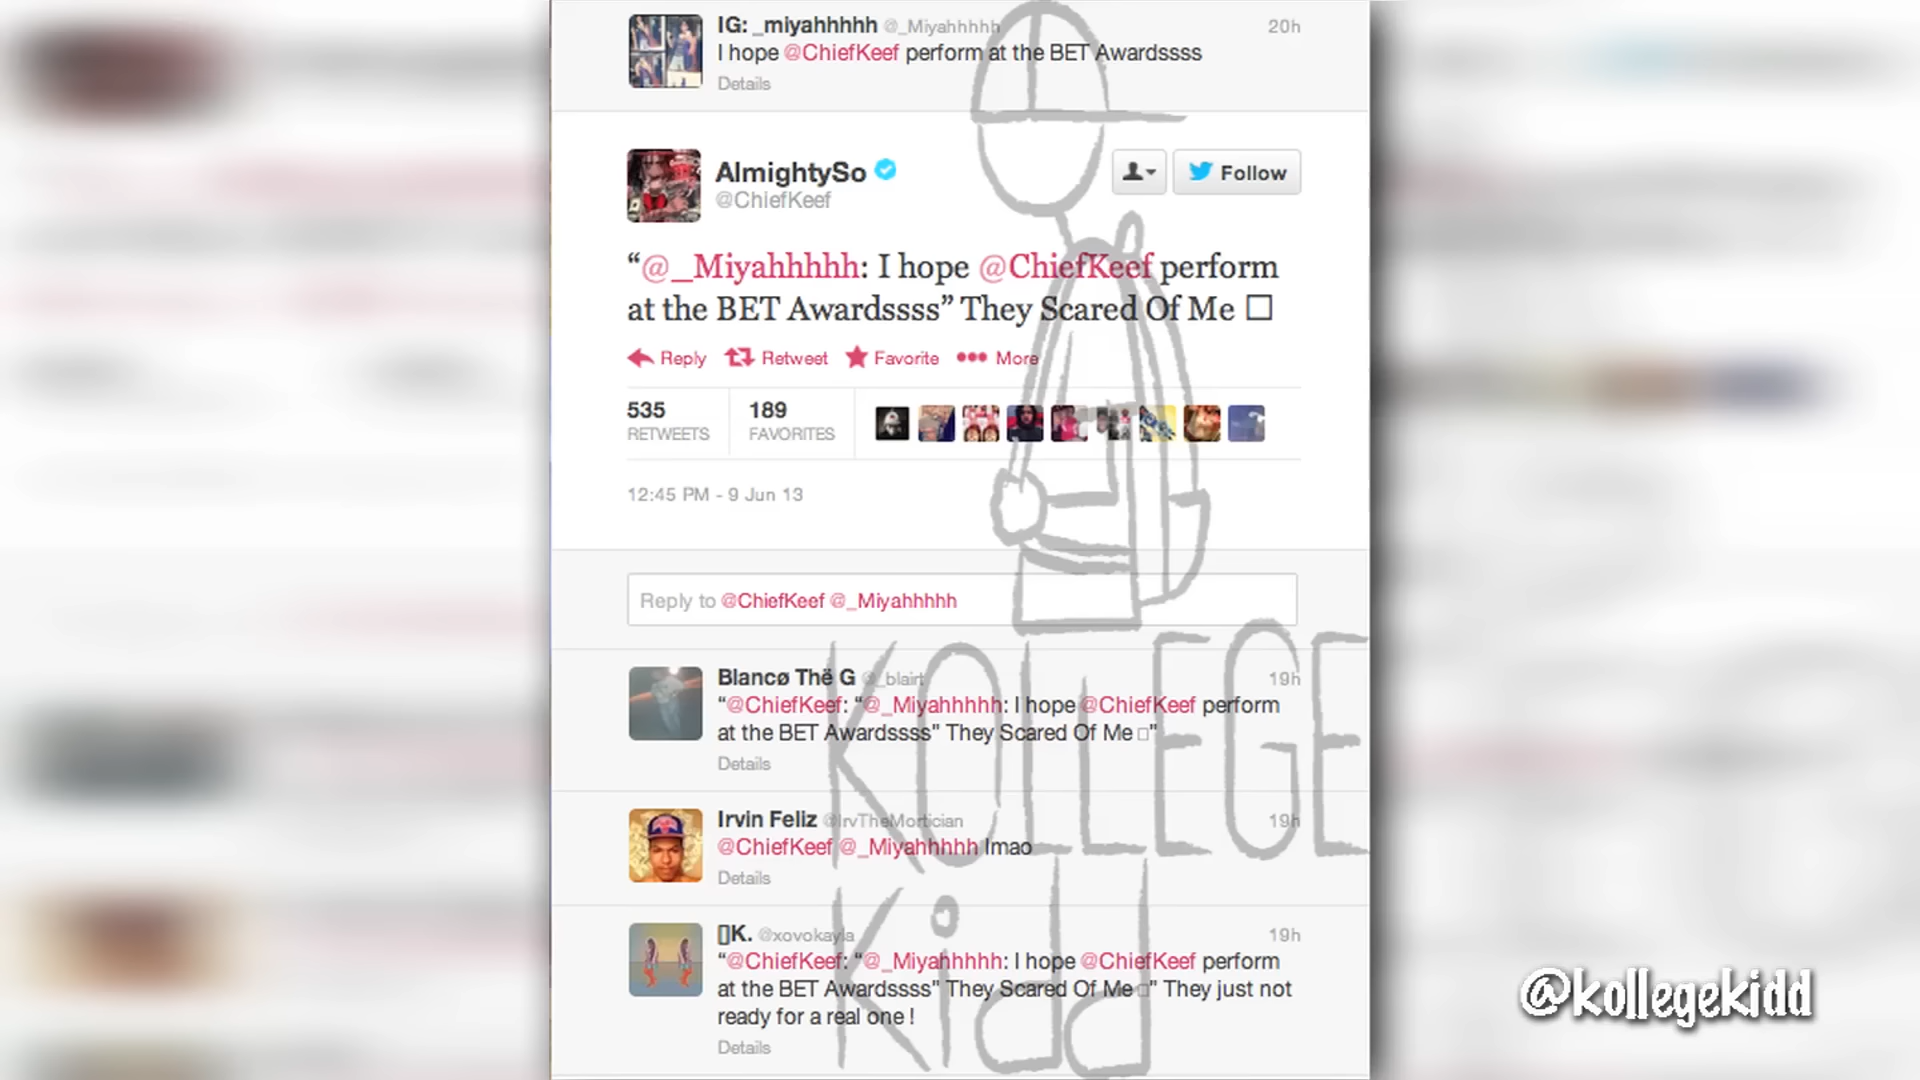 IG: _miyahhhhh @_Miyahhhhh 20h
I hope @ChiefKeef perform at the BET Awardssss
Details
AlmightySo
@ChiefKeef
Follow
“@_Miyahhhhh: I hope @ChiefKeef perform
at the BET Awardssss” They Scared Of Me □
Reply Retweet Favorite More
535 189
RETWEETS FAVORITES
12:45 PM - 9 Jun 13
Reply to @ChiefKeef @_Miyahhhhh
Blancø Thë G @_blairt 19h
“@ChiefKeef: “@_Miyahhhhh: I hope @ChiefKeef perform
at the BET Awardssss" They Scared Of Me □"
Details
Irvin Feliz @IrvTheMortician 19h
@ChiefKeef @_Miyahhhhh lmao
Details
▯K. @xovokayla 19h
“@ChiefKeef: “@_Miyahhhhh: I hope @ChiefKeef perform
at the BET Awardssss" They Scared Of Me □" They just not
ready for a real one !
Details
KOLLEGE
Kidd
@kollegekidd